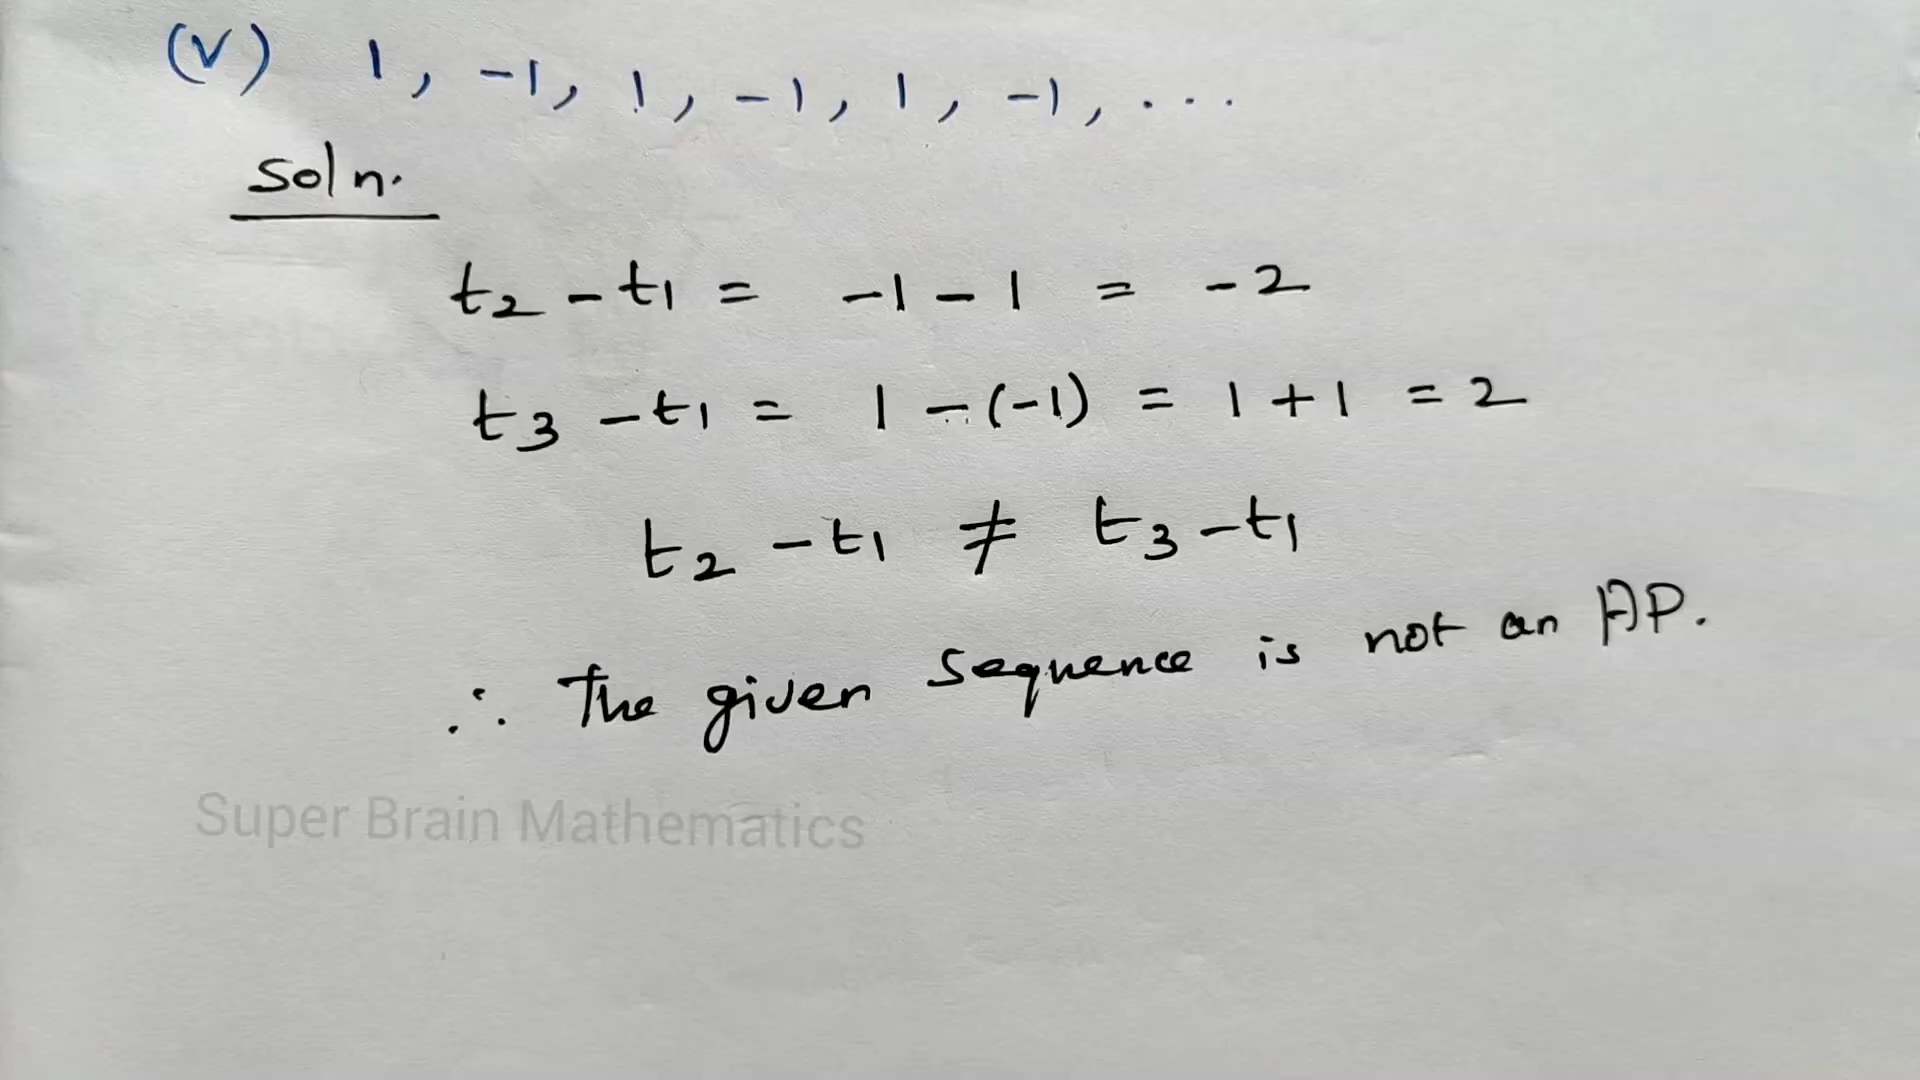 (v) 1, -1, 1, -1, 1, -1, ...
Soln.
t2 - t1 = -1 - 1 = -2
t3 - t1 = 1 - (-1) = 1 + 1 = 2
t2 - t1 ≠ t3 - t1
∴ The given sequence is not an AP.
Super Brain Mathematics